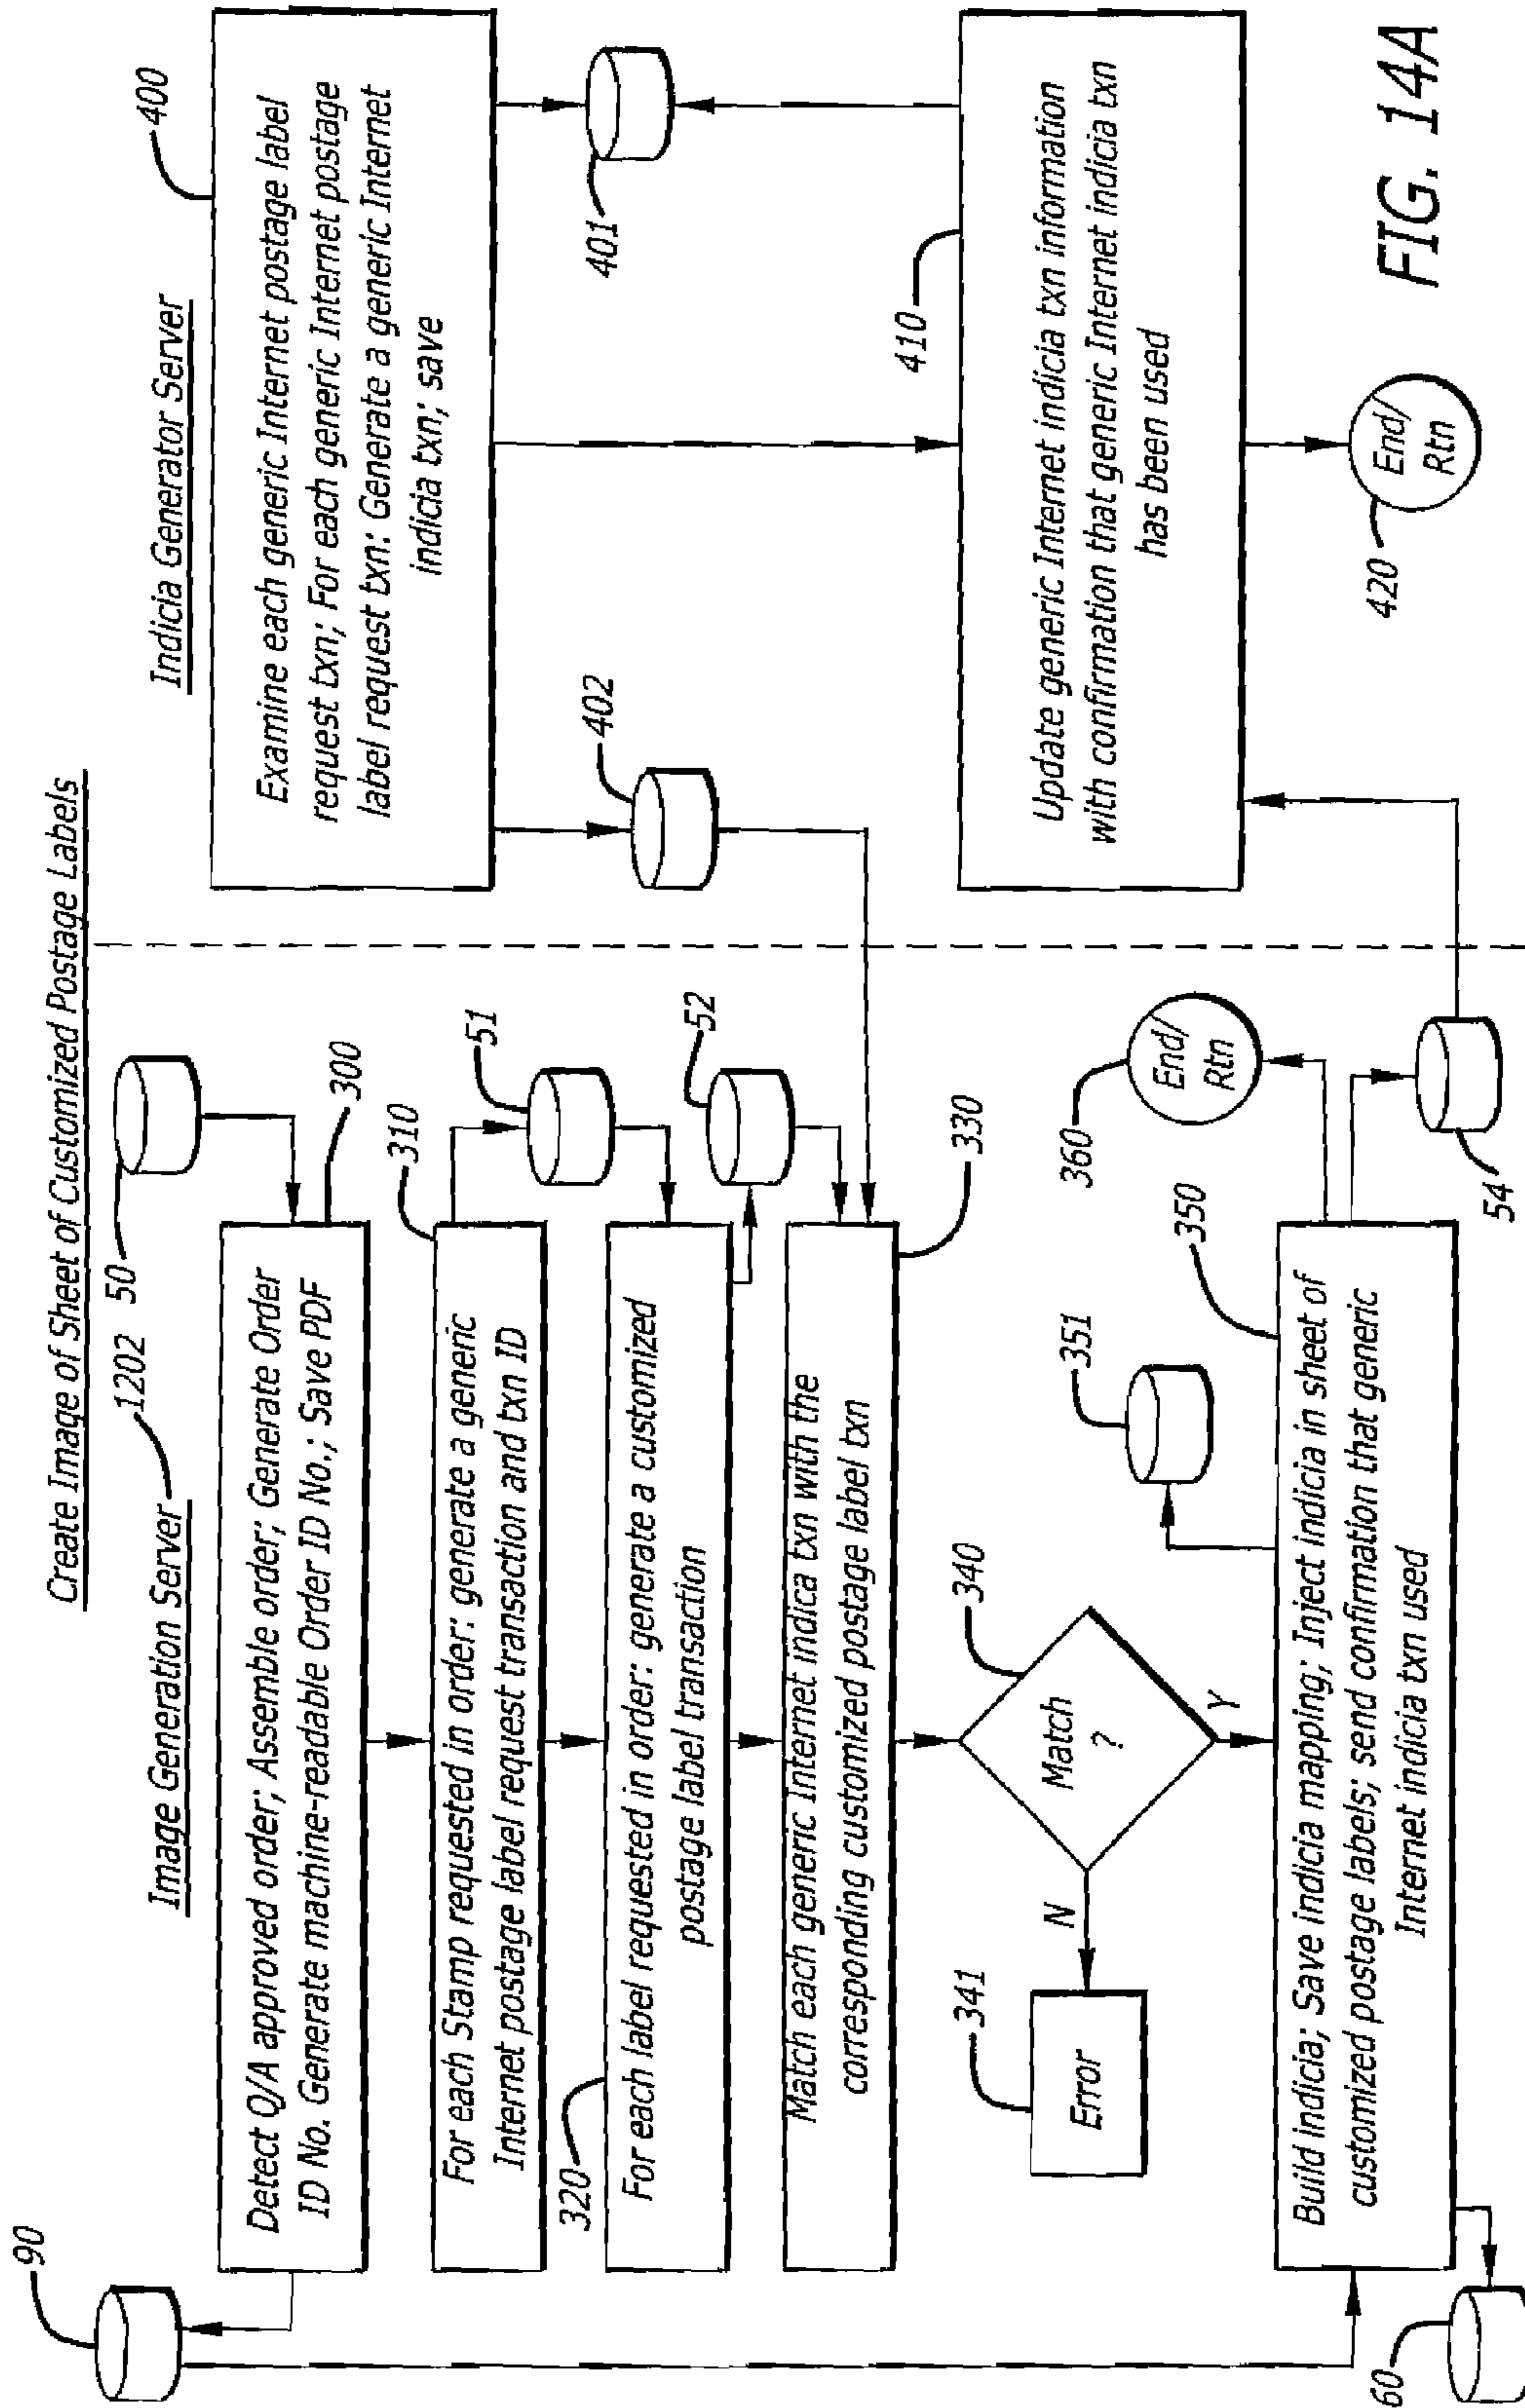 Create Image of Sheet of Customized Postage Labels
Image Generation Server
1202
50
90
Detect Q/A approved order; Assemble order; Generate Order
ID No. Generate machine-readable Order ID No.; Save PDF
300
310
For each Stamp requested in order: generate a generic
Internet postage label request transaction and txn ID
51
320
For each label requested in order: generate a customized
postage label transaction
52
Match each generic Internet indica txn with the
corresponding customized postage label txn
330
Match
?
340
N
Y
Error
341
351
350
360
End/
Rtn
Build indicia; Save indicia mapping; Inject indicia in sheet of
customized postage labels; send confirmation that generic
Internet indicia txn used
60
54
Indicia Generator Server
400
Examine each generic Internet postage label
request txn; For each generic Internet postage
label request txn: Generate a generic Internet
indicia txn; save
402
401
410
Update generic Internet indicia txn information
with confirmation that generic Internet indicia txn
has been used
420
End/
Rtn
FIG. 14A